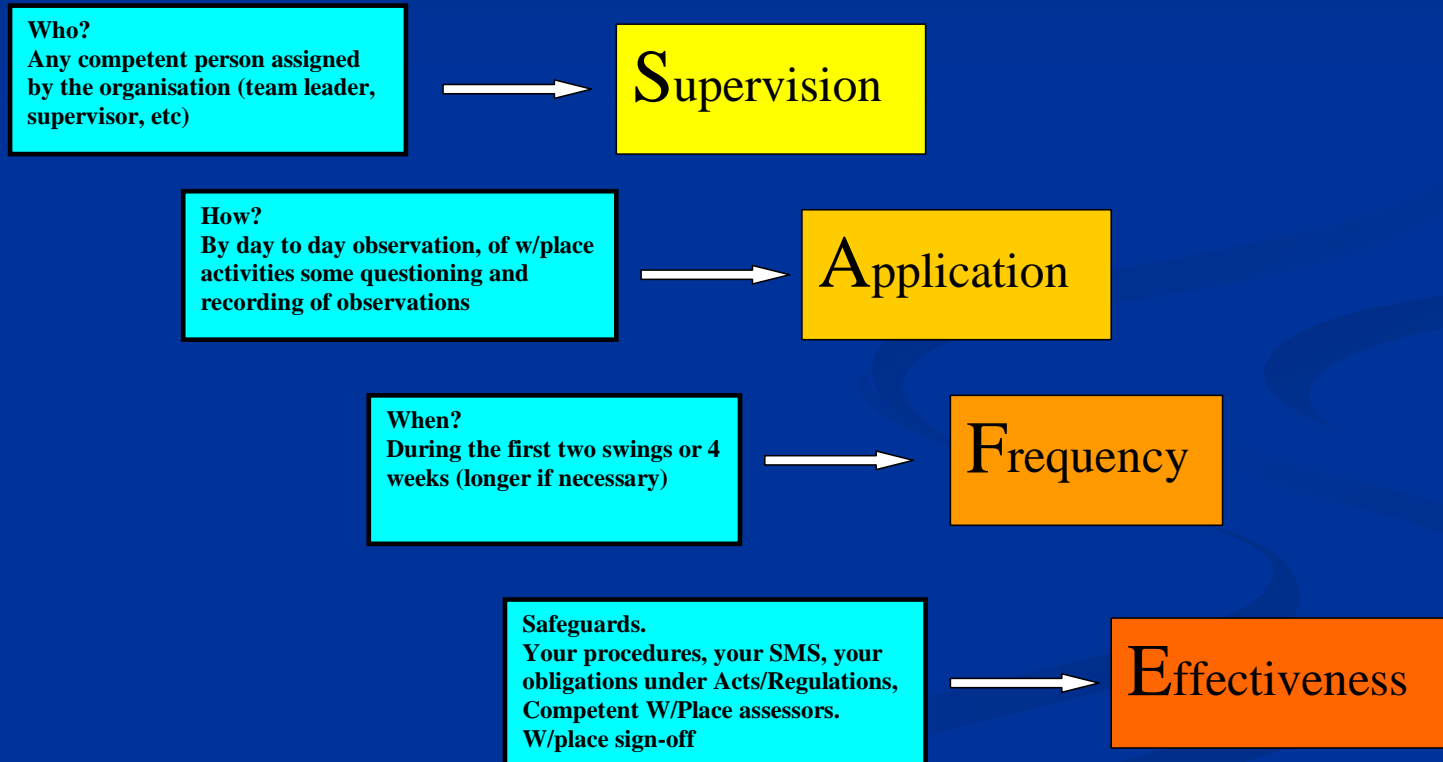 Who?
Any competent person assigned
by the organisation (team leader,
supervisor, etc)
Supervision
How?
By day to day observation, of w/place
activities some questioning and
recording of observations
Application
When?
During the first two swings or 4
weeks (longer if necessary)
Frequency
Safeguards.
Your procedures, your SMS, your
obligations under Acts/Regulations,
Competent W/Place assessors.
W/place sign-off
Effectiveness